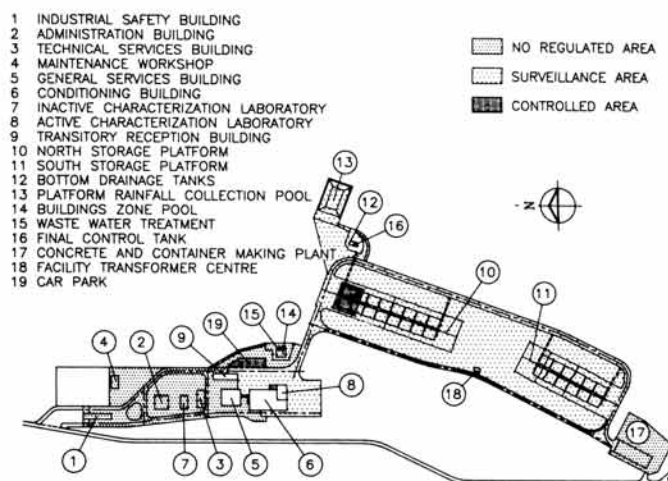 1 INDUSTRIAL SAFETY BUILDING
2 ADMINISTRATION BUILDING
3 TECHNICAL SERVICES BUILDING
4 MAINTENANCE WORKSHOP
5 GENERAL SERVICES BUILDING
6 CONDITIONING BUILDING
7 INACTIVE CHARACTERIZATION LABORATORY
8 ACTIVE CHARACTERIZATION LABORATORY
9 TRANSITORY RECEPTION BUILDING
10 NORTH STORAGE PLATFORM
11 SOUTH STORAGE PLATFORM
12 BOTTOM DRAINAGE TANKS
13 PLATFORM RAINFALL COLLECTION POOL
14 BUILDINGS ZONE POOL
15 WASTE WATER TREATMENT
16 FINAL CONTROL TANK
17 CONCRETE AND CONTAINER MAKING PLANT
18 FACILITY TRANSFORMER CENTRE
19 CAR PARK
NO REGULATED AREA
SURVEILLANCE AREA
CONTROLLED AREA
13
12
16
N
10
11
15
14
19
9
2
4
18
8
17
1
7
3
5
6